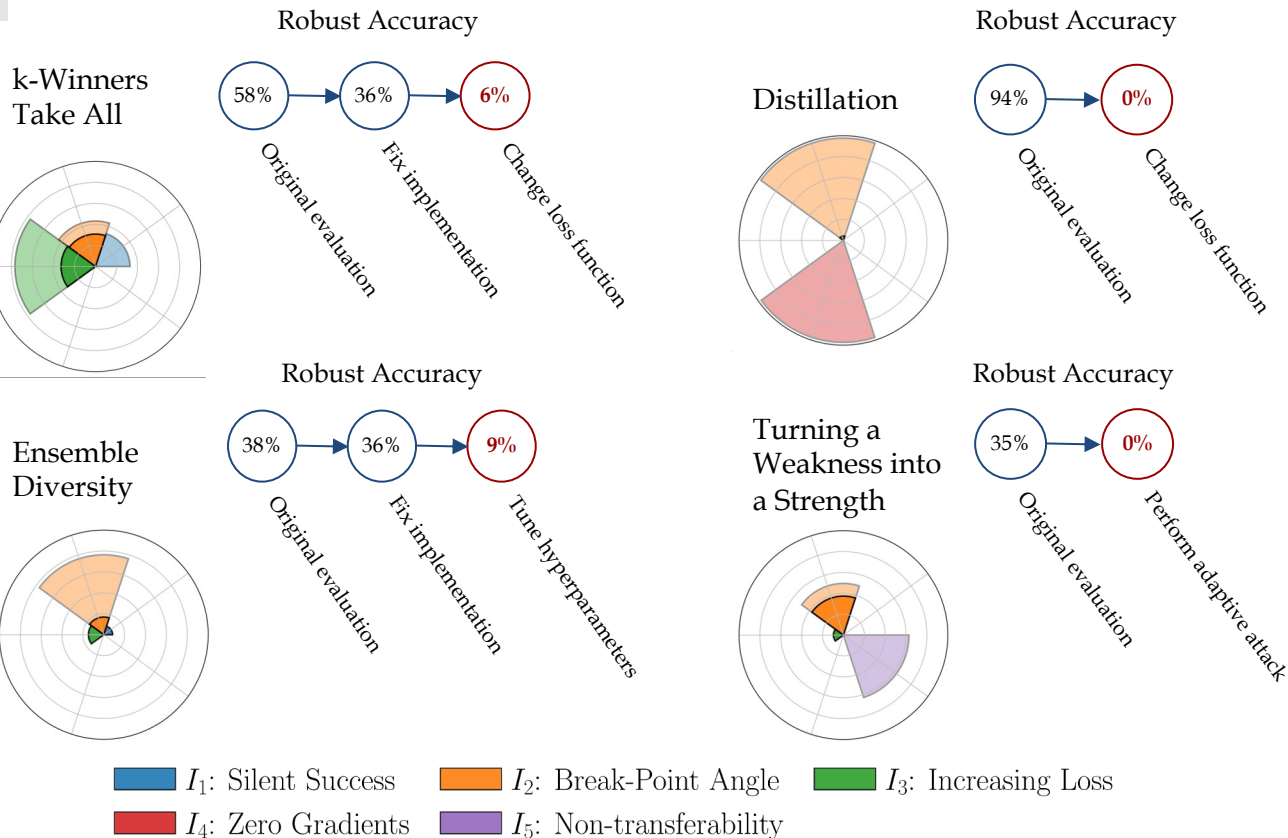 Robust Accuracy
k-Winners
Take All
58%
36%
6%
Original evaluation
Fix implementation
Change loss function
Robust Accuracy
Distillation
94%
0%
Original evaluation
Change loss function
Robust Accuracy
Ensemble
Diversity
38%
36%
9%
Original evaluation
Fix implementation
Tune hyperparameters
Robust Accuracy
Turning a
Weakness into
a Strength
35%
0%
Original evaluation
Perform adaptive attack
I₁: Silent Success
I₂: Break-Point Angle
I₃: Increasing Loss
I₄: Zero Gradients
I₅: Non-transferability